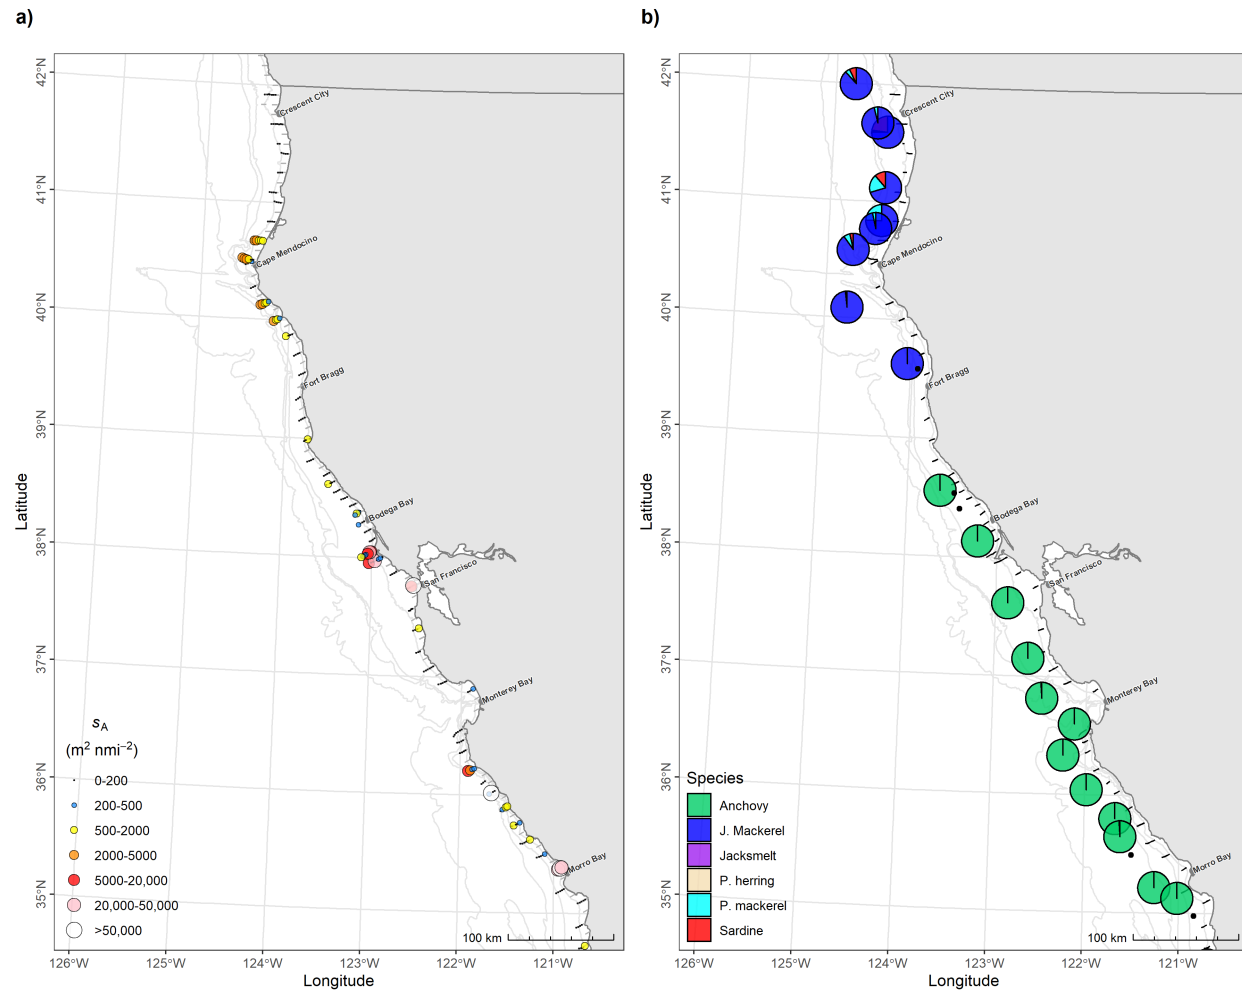 a)
42°N
41°N
40°N
39°N
38°N
37°N
36°N
35°N
Latitude
Crescent City
Cape Mendocino
Fort Bragg
Bodega Bay
San Francisco
Monterey Bay
Morro Bay
sA
(m² nmi⁻²)
0-200
200-500
500-2000
2000-5000
5000-20,000
20,000-50,000
>50,000
100 km
126°W 125°W 124°W 123°W 122°W 121°W
Longitude
b)
42°N
41°N
40°N
39°N
38°N
37°N
36°N
35°N
Latitude
Crescent City
Cape Mendocino
Fort Bragg
Bodega Bay
San Francisco
Monterey Bay
Morro Bay
Species
Anchovy
J. Mackerel
Jacksmelt
P. herring
P. mackerel
Sardine
100 km
126°W 125°W 124°W 123°W 122°W 121°W
Longitude